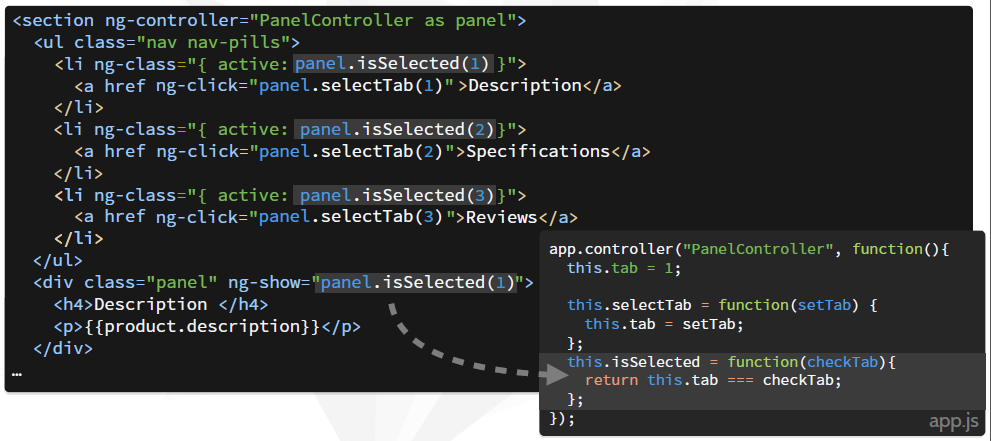 <section ng-controller="PanelController as panel">
<ul class="nav nav-pills">
<li ng-class="{ active: panel.isSelected(1) }">
<a href ng-click="panel.selectTab(1)">Description</a>
</li>
<li ng-class="{ active: panel.isSelected(2)}">
<a href ng-click="panel.selectTab(2)">Specifications</a>
</li>
<li ng-class="{ active: panel.isSelected(3)}">
<a href ng-click="panel.selectTab(3)">Reviews</a>
</li>
</ul>
<div class="panel" ng-show="panel.isSelected(1)">
<h4>Description </h4>
<p>{{product.description}}</p>
</div>
…
app.controller("PanelController", function(){
this.tab = 1;
this.selectTab = function(setTab) {
this.tab = setTab;
};
this.isSelected = function(checkTab){
return this.tab === checkTab;
};
});
app.js